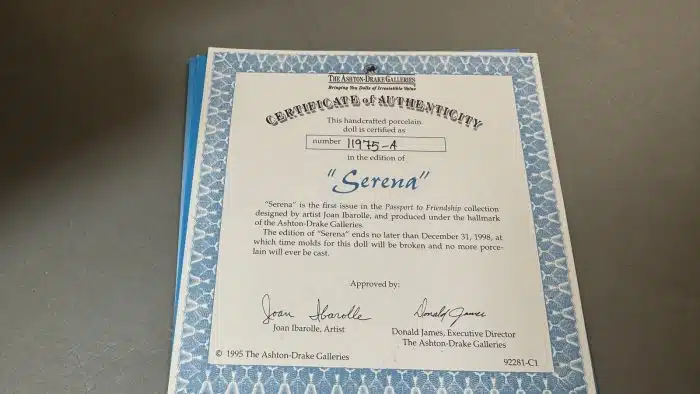 THE ASHTON-DRAKE GALLERIES
Bringing You Dolls of Irresistible Value
CERTIFICATE of AUTHENTICITY
This handcrafted porcelain
doll is certified as
number 11975-A
in the edition of
"Serena"
"Serena" is the first issue in the Passport to Friendship collection
designed by artist Joan Ibarolle, and produced under the hallmark
of the Ashton-Drake Galleries.
The edition of "Serena" ends no later than December 31, 1998, at
which time molds for this doll will be broken and no more porce-
lain will ever be cast.
Approved by:
Joan Ibarolle Donald James
Joan Ibarolle, Artist Donald James, Executive Director
The Ashton-Drake Galleries
© 1995 The Ashton-Drake Galleries 92281-C1